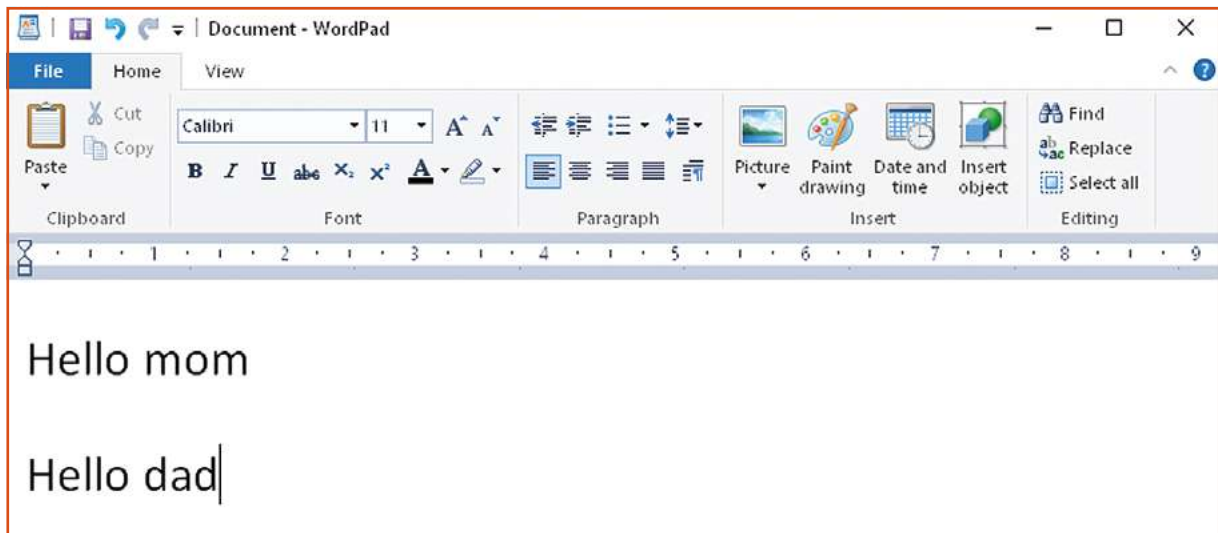 Document - WordPad
File Home View
Cut
Calibri 11 A A
Find
Copy
Replace
Paste
B I U abc X₂ X² A
Picture Paint drawing Date and time Insert object
Select all
Clipboard Font Paragraph Insert Editing
1 2 3 4 5 6 7 8 9
Hello mom
Hello dad